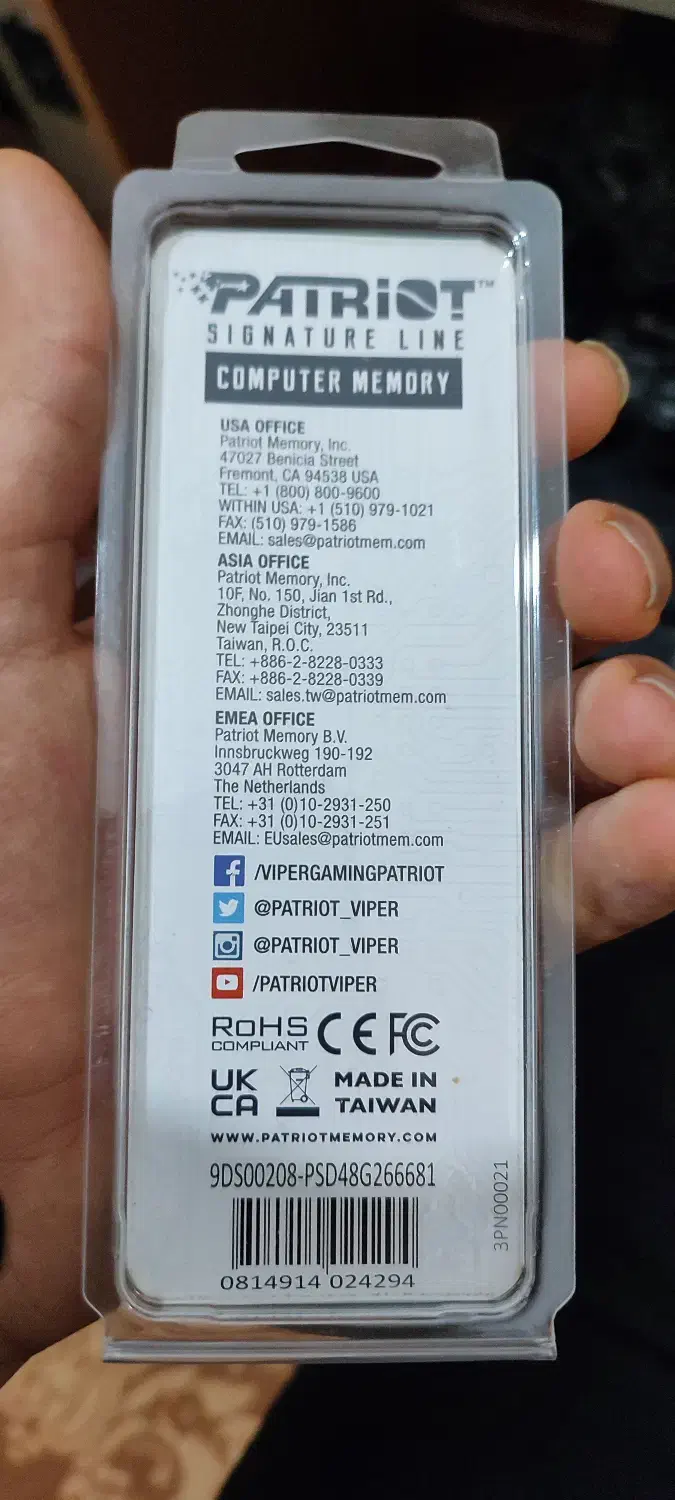 PATRIOT™
SIGNATURE LINE
COMPUTER MEMORY
USA OFFICE
Patriot Memory, Inc.
47027 Benicia Street
Fremont, CA 94538 USA
TEL: +1 (800) 800-9600
WITHIN USA: +1 (510) 979-1021
FAX: (510) 979-1586
EMAIL: sales@patriotmem.com
ASIA OFFICE
Patriot Memory, Inc.
10F, No. 150, Jian 1st Rd.,
Zhonghe District,
New Taipei City, 23511
Taiwan, R.O.C.
TEL: +886-2-8228-0333
FAX: +886-2-8228-0339
EMAIL: sales.tw@patriotmem.com
EMEA OFFICE
Patriot Memory B.V.
Innsbruckweg 190-192
3047 AH Rotterdam
The Netherlands
TEL: +31 (0)10-2931-250
FAX: +31 (0)10-2931-251
EMAIL: EUsales@patriotmem.com
/VIPERGAMINGPATRIOT
@PATRIOT_VIPER
@PATRIOT_VIPER
/PATRIOTVIPER
RoHS
COMPLIANT
CE FC
UK
CA
MADE IN
TAIWAN
WWW.PATRIOTMEMORY.COM
9DS00208-PSD48G266681
0814914 024294
3PN00021